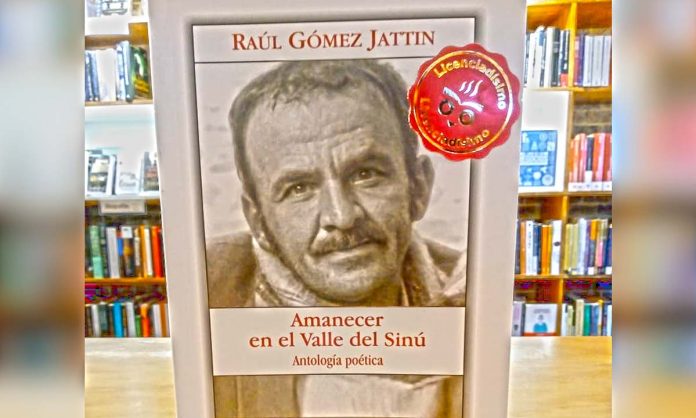 RAÚL GÓMEZ JATTIN
Licenciadísimo
Licenciadísimo
Amanecer
en el Valle del Sinú
Antología poética